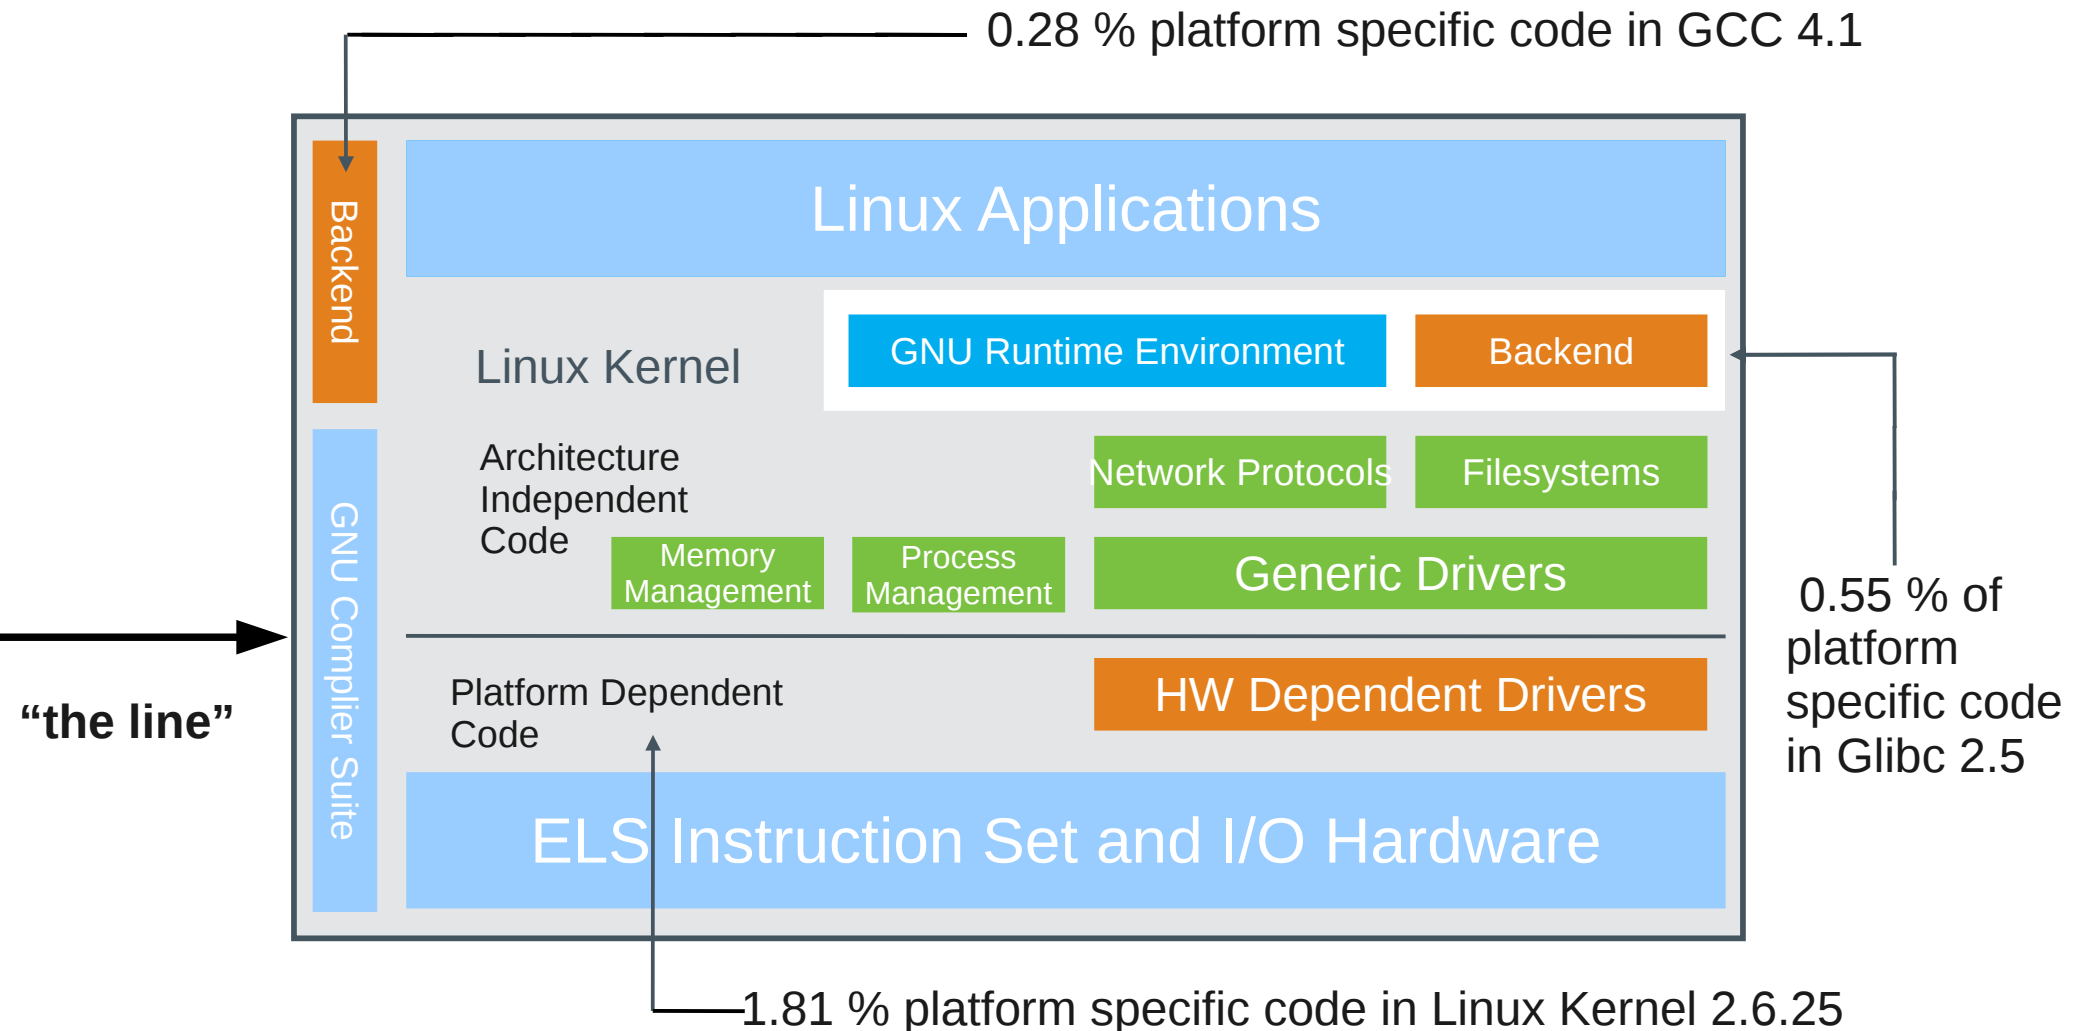 0.28 % platform specific code in GCC 4.1
Backend
Linux Applications
Linux Kernel
GNU Runtime Environment
Backend
Architecture
Independent
Code
Network Protocols
Filesystems
Memory
Management
Process
Management
Generic Drivers
GNU Complier Suite
“the line”
Platform Dependent
Code
HW Dependent Drivers
ELS Instruction Set and I/O Hardware
0.55 % of
platform
specific code
in Glibc 2.5
1.81 % platform specific code in Linux Kernel 2.6.25